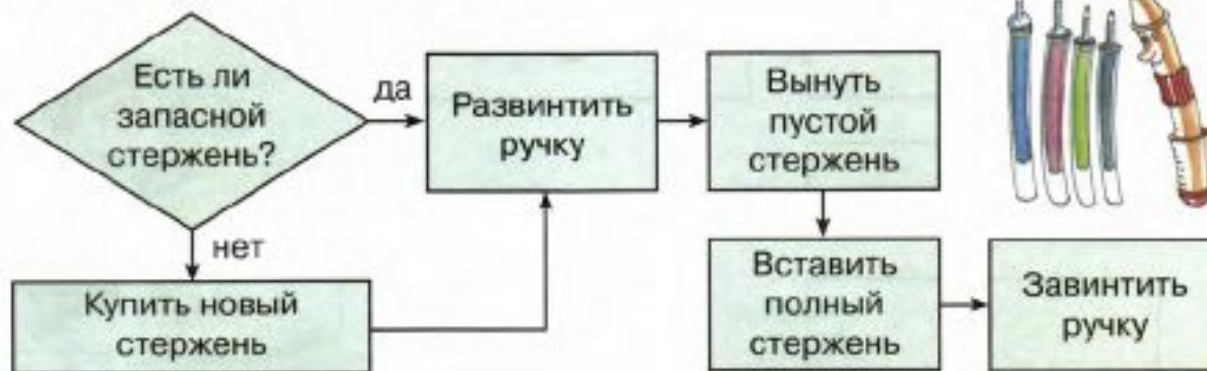 Есть ли
запасной
стержень?
да
Развинтить
ручку
Вынуть
пустой
стержень
нет
Купить новый
стержень
Вставить
полный
стержень
Завинтить
ручку